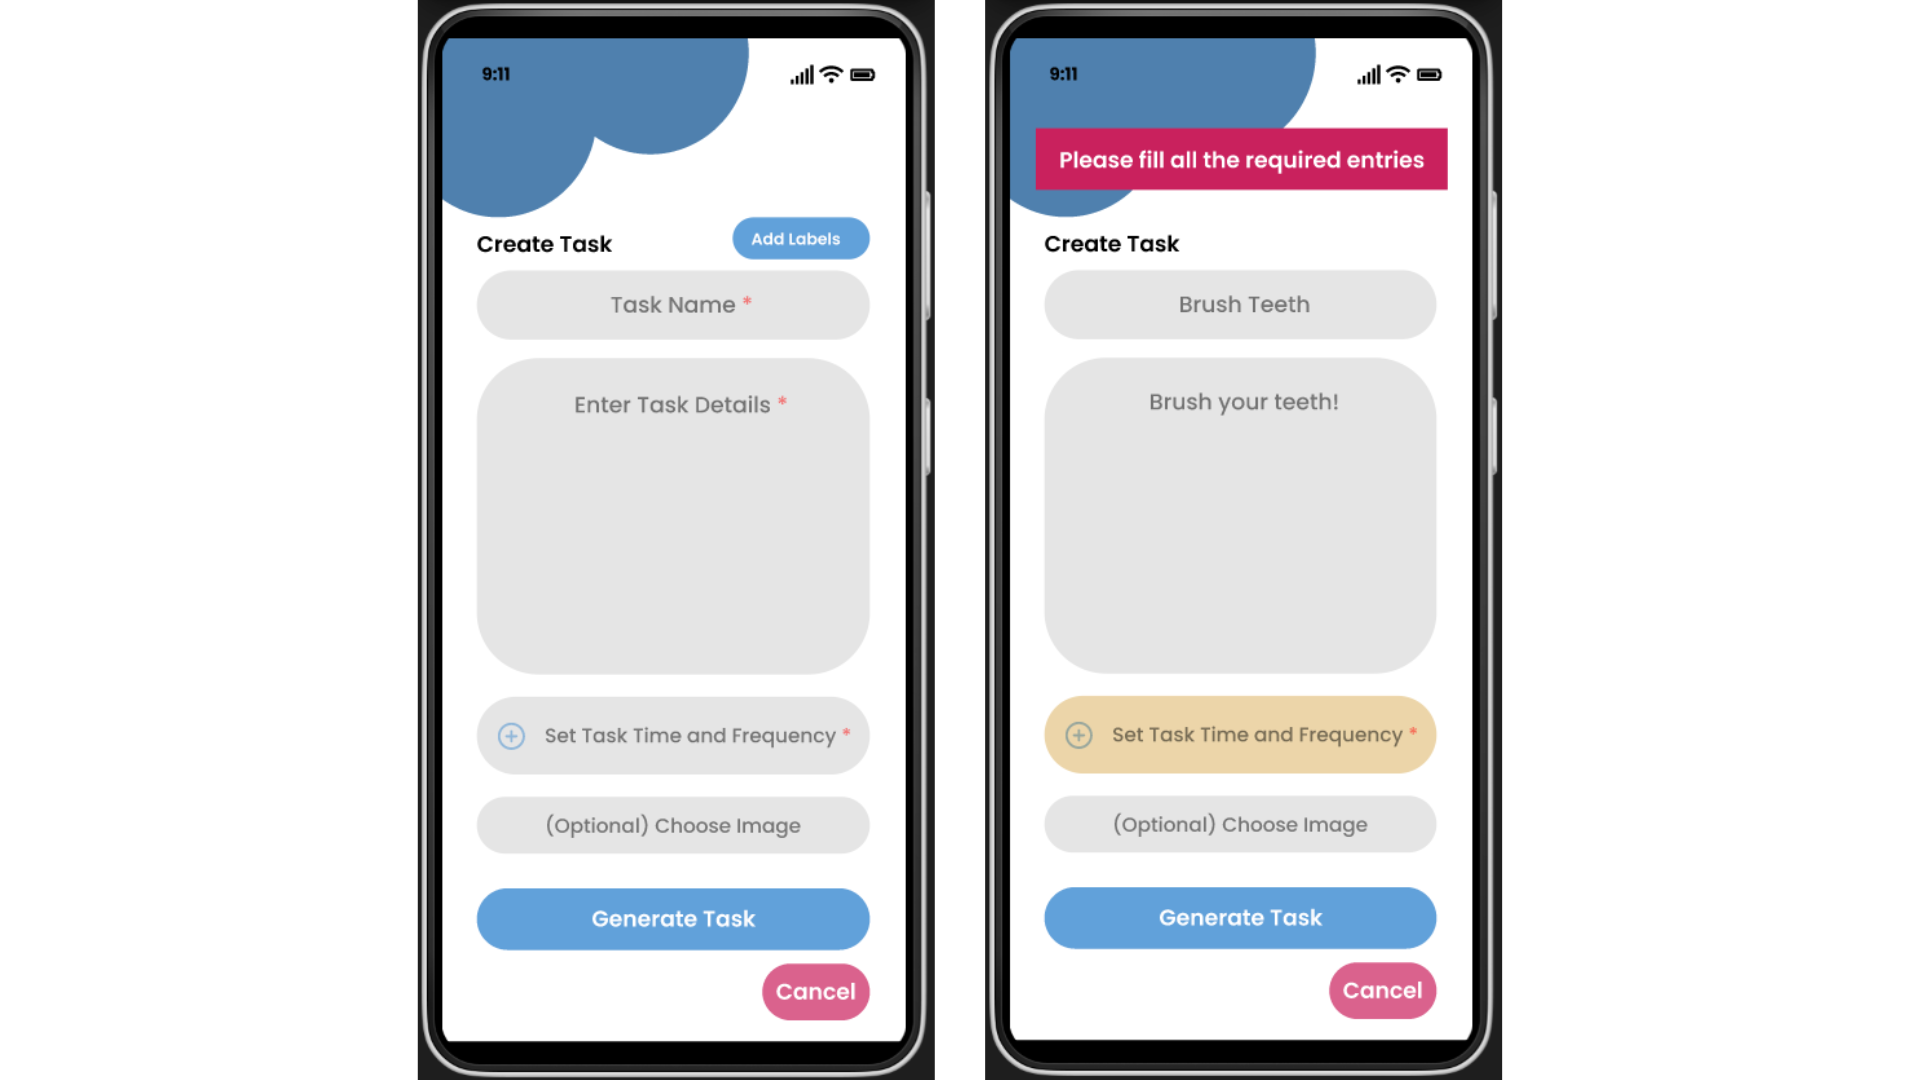 9:11
Create Task
Add Labels
Task Name *
Enter Task Details *
Set Task Time and Frequency *
(Optional) Choose Image
Generate Task
Cancel
9:11
Please fill all the required entries
Create Task
Brush Teeth
Brush your teeth!
Set Task Time and Frequency *
(Optional) Choose Image
Generate Task
Cancel